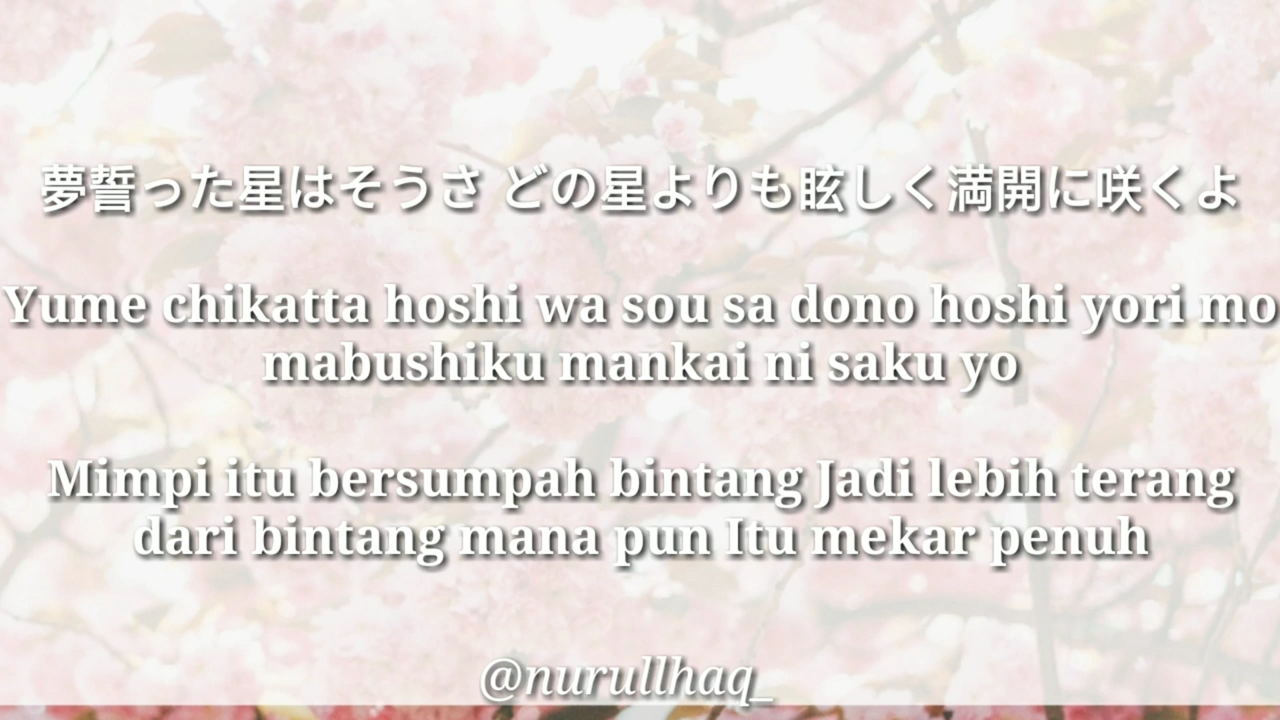 夢誓った星はそうさ どの星よりも眩しく満開に咲くよ
Yume chikatta hoshi wa sou sa dono hoshi yori mo
mabushiku mankai ni saku yo
Mimpi itu bersumpah bintang Jadi lebih terang
dari bintang mana pun Itu mekar penuh
@nurullhaq_